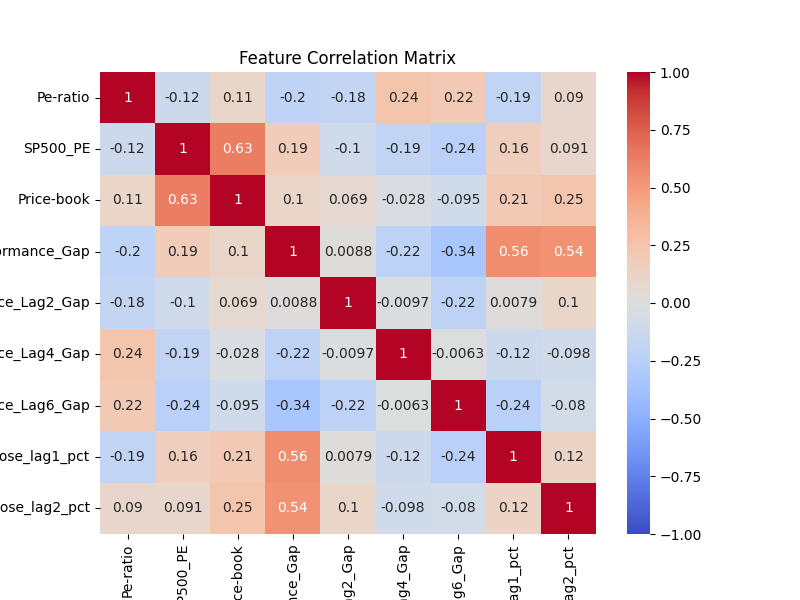 Feature Correlation Matrix
Pe-ratio 1 -0.12 0.11 -0.2 -0.18 0.24 0.22 -0.19 0.09
SP500_PE -0.12 1 0.63 0.19 -0.1 -0.19 -0.24 0.16 0.091
Price-book 0.11 0.63 1 0.1 0.069 -0.028 -0.095 0.21 0.25
rmance_Gap -0.2 0.19 0.1 1 0.0088 -0.22 -0.34 0.56 0.54
ce_Lag2_Gap -0.18 -0.1 0.069 0.0088 1 -0.0097 -0.22 0.0079 0.1
ce_Lag4_Gap 0.24 -0.19 -0.028 -0.22 -0.0097 1 -0.0063 -0.12 -0.098
ce_Lag6_Gap 0.22 -0.24 -0.095 -0.34 -0.22 -0.0063 1 -0.24 -0.08
ose_lag1_pct -0.19 0.16 0.21 0.56 0.0079 -0.12 -0.24 1 0.12
ose_lag2_pct 0.09 0.091 0.25 0.54 0.1 -0.098 -0.08 0.12 1
Pe-ratio
P500_PE
ce-book
nce_Gap
ag2_Gap
ag4_Gap
g6_Gap
ag1_pct
ag2_pct
1.00
0.75
0.50
0.25
0.00
−0.25
−0.50
−0.75
−1.00